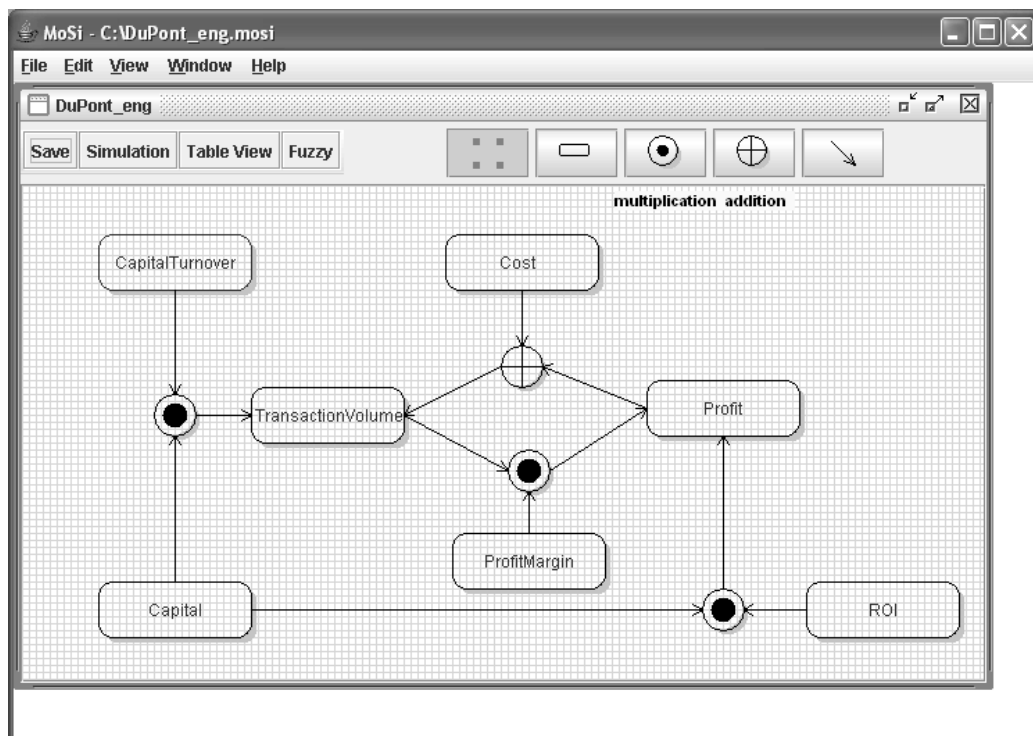 MoSi - C:\DuPont_eng.mosi
File Edit View Window Help
DuPont_eng
Save Simulation Table View Fuzzy
multiplication addition
CapitalTurnover
Cost
TransactionVolume
Profit
ProfitMargin
Capital
ROI